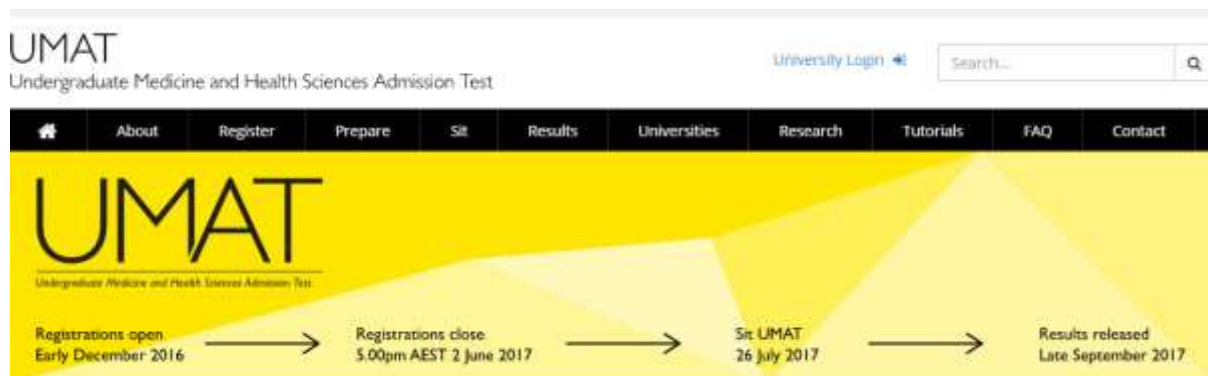 UMAT
Undergraduate Medicine and Health Sciences Admission Test
University Login
Search...
About Register Prepare Sit Results Universities Research Tutorials FAQ Contact
UMAT
Undergraduate Medicine and Health Sciences Admission Test
Registrations open
Early December 2016
Registrations close
5.00pm AEST 2 June 2017
Sit UMAT
26 July 2017
Results released
Late September 2017